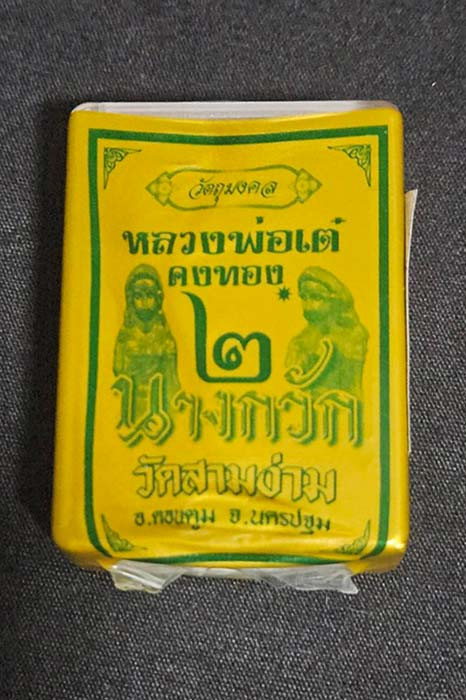 วัตถุมงคล
หลวงพ่อเต๋
คงทอง
๒
นางกวัก
วัดสามง่าม
อ.ดอนตูม จ.นครปฐม